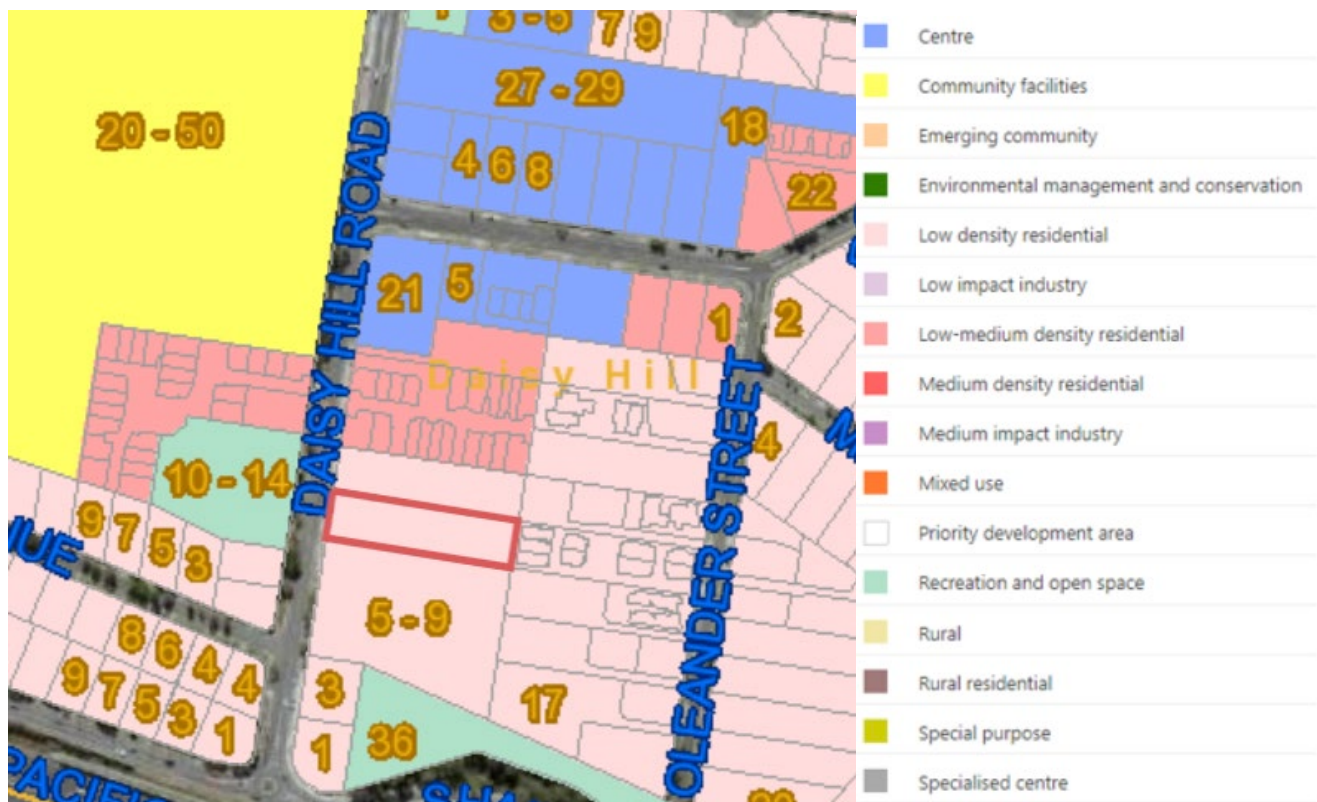 3 - 5
7 9
27 - 29
18
20 - 50
4 6 8
22
DAISY HILL ROAD
21
5
1
2
Daisy Hill
4
10 - 14
OLEANDER STREET
9 7 5 3
5 - 9
8 6 4 4
9 7 5 3 1
3
17
1
36
Centre
Community facilities
Emerging community
Environmental management and conservation
Low density residential
Low impact industry
Low-medium density residential
Medium density residential
Medium impact industry
Mixed use
Priority development area
Recreation and open space
Rural
Rural residential
Special purpose
Specialised centre